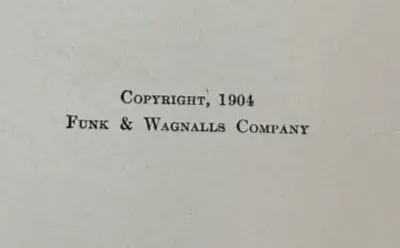 Copyright, 1904
Funk & Wagnalls Company